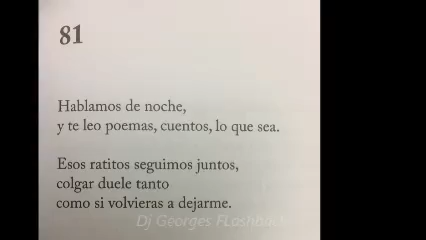 81
Hablamos de noche,
y te leo poemas, cuentos, lo que sea.
Esos ratitos seguimos juntos,
colgar duele tanto
como si volvieras a dejarme.
Dj Georges FLashback